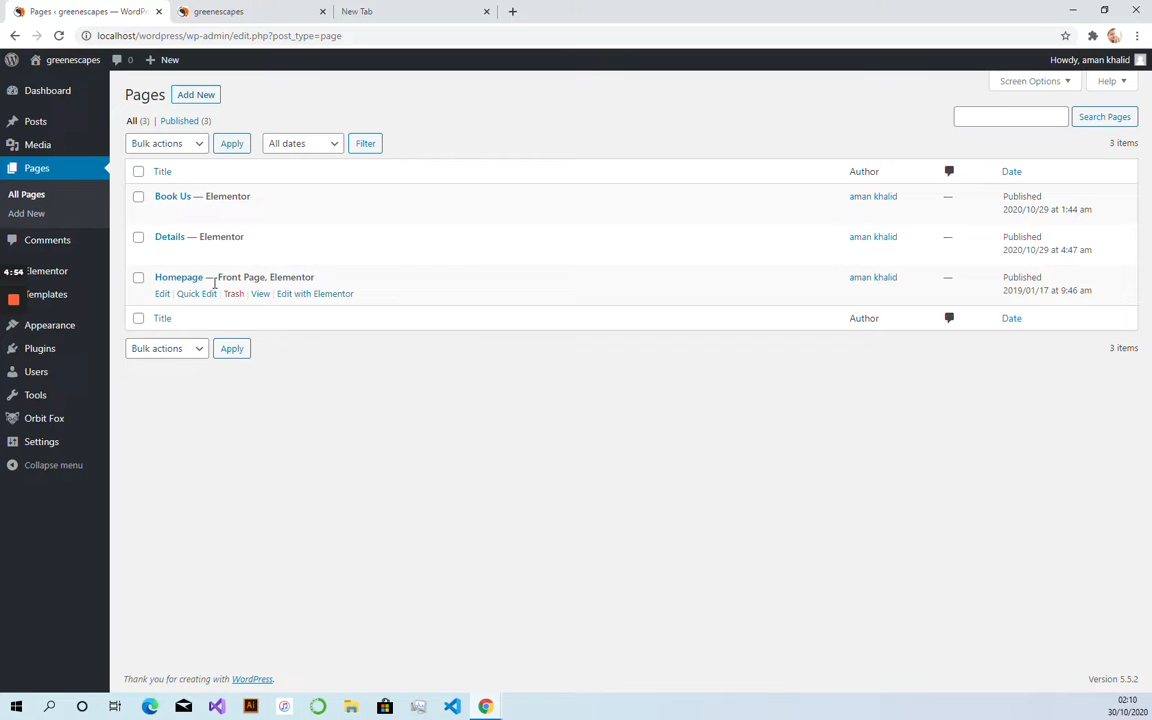 Pages ‹ greenescapes — WordPr
greenescapes
New Tab
localhost/wordpress/wp-admin/edit.php?post_type=page
greenescapes
0
New
Howdy, aman khalid
Dashboard
Posts
Media
Pages
All Pages
Add New
Comments
4:54
Elementor
Templates
Appearance
Plugins
Users
Tools
Orbit Fox
Settings
Collapse menu
Screen Options
Help
Pages
Add New
All (3) | Published (3)
Search Pages
Bulk actions
Apply
All dates
Filter
3 items
Title
Author
Date
Book Us — Elementor
aman khalid
—
Published
2020/10/29 at 1:44 am
Details — Elementor
aman khalid
—
Published
2020/10/29 at 4:47 am
Homepage — Front Page, Elementor
Edit | Quick Edit | Trash | View | Edit with Elementor
aman khalid
—
Published
2019/01/17 at 9:46 am
Title
Author
Date
Bulk actions
Apply
3 items
Thank you for creating with WordPress.
Version 5.5.2
Ai
02:10
30/10/2020